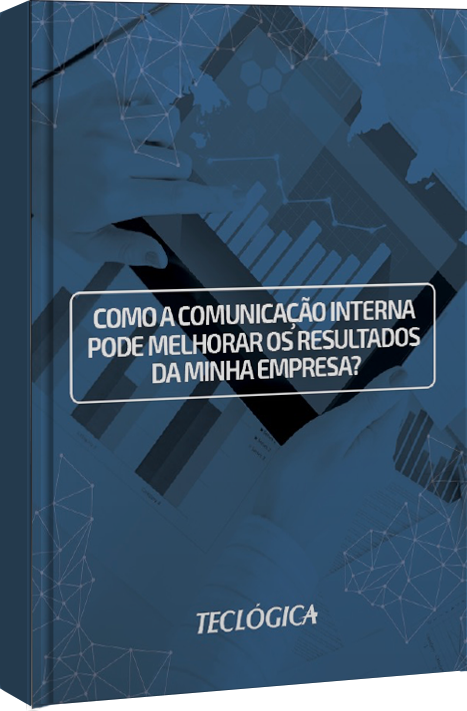 COMO A COMUNICAÇÃO INTERNA
PODE MELHORAR OS RESULTADOS
DA MINHA EMPRESA?
TECLÓGICA